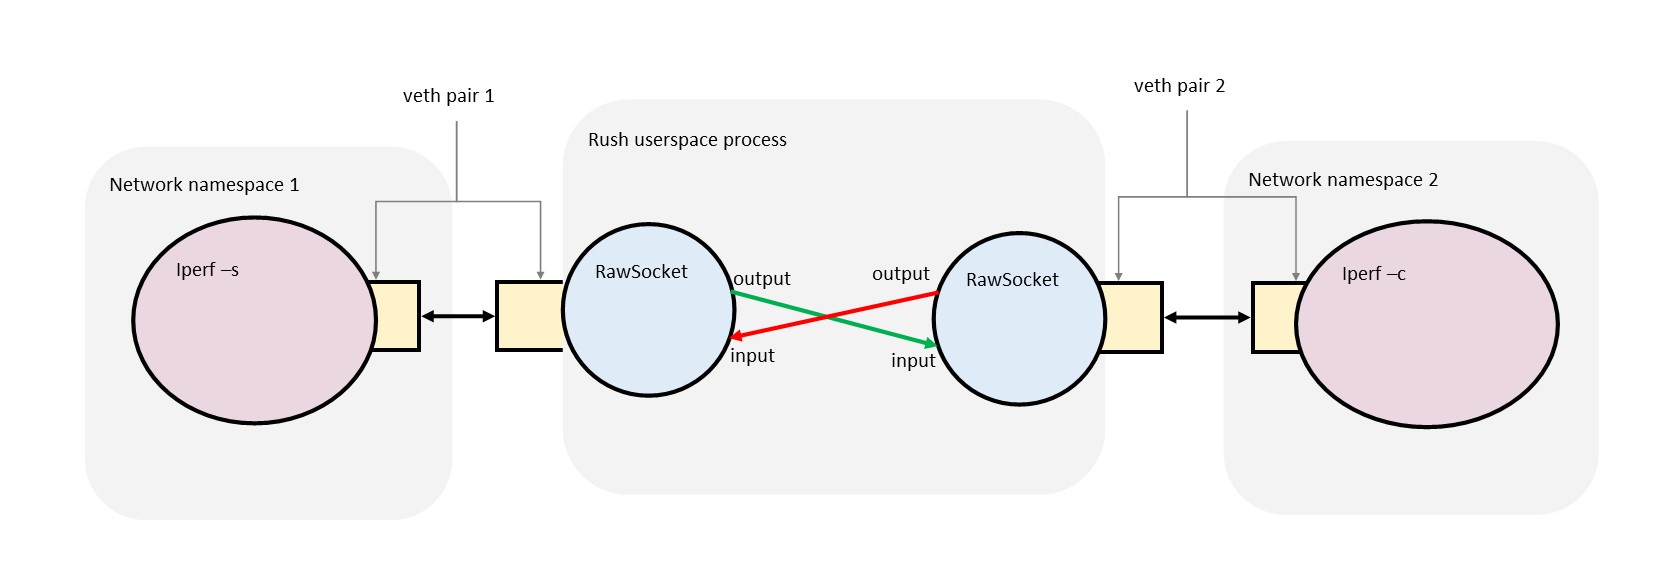 veth pair 1
veth pair 2
Rush userspace process
Network namespace 1
Network namespace 2
Iperf –s
RawSocket
output
input
output
input
RawSocket
Iperf –c